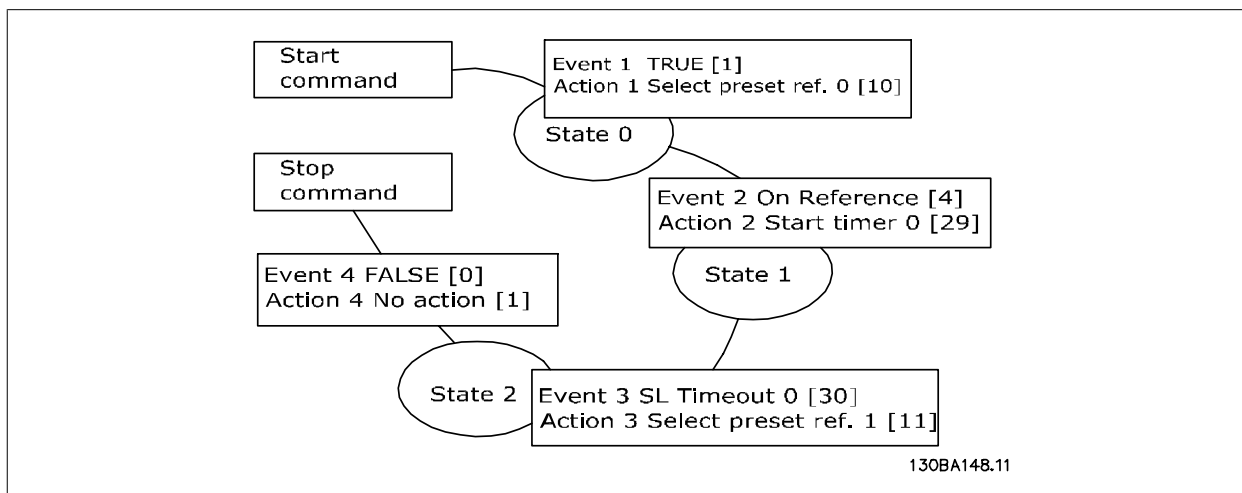 Start
command
Event 1 TRUE [1]
Action 1 Select preset ref. 0 [10]
State 0
Stop
command
Event 2 On Reference [4]
Action 2 Start timer 0 [29]
State 1
Event 4 FALSE [0]
Action 4 No action [1]
State 2
Event 3 SL Timeout 0 [30]
Action 3 Select preset ref. 1 [11]
130BA148.11